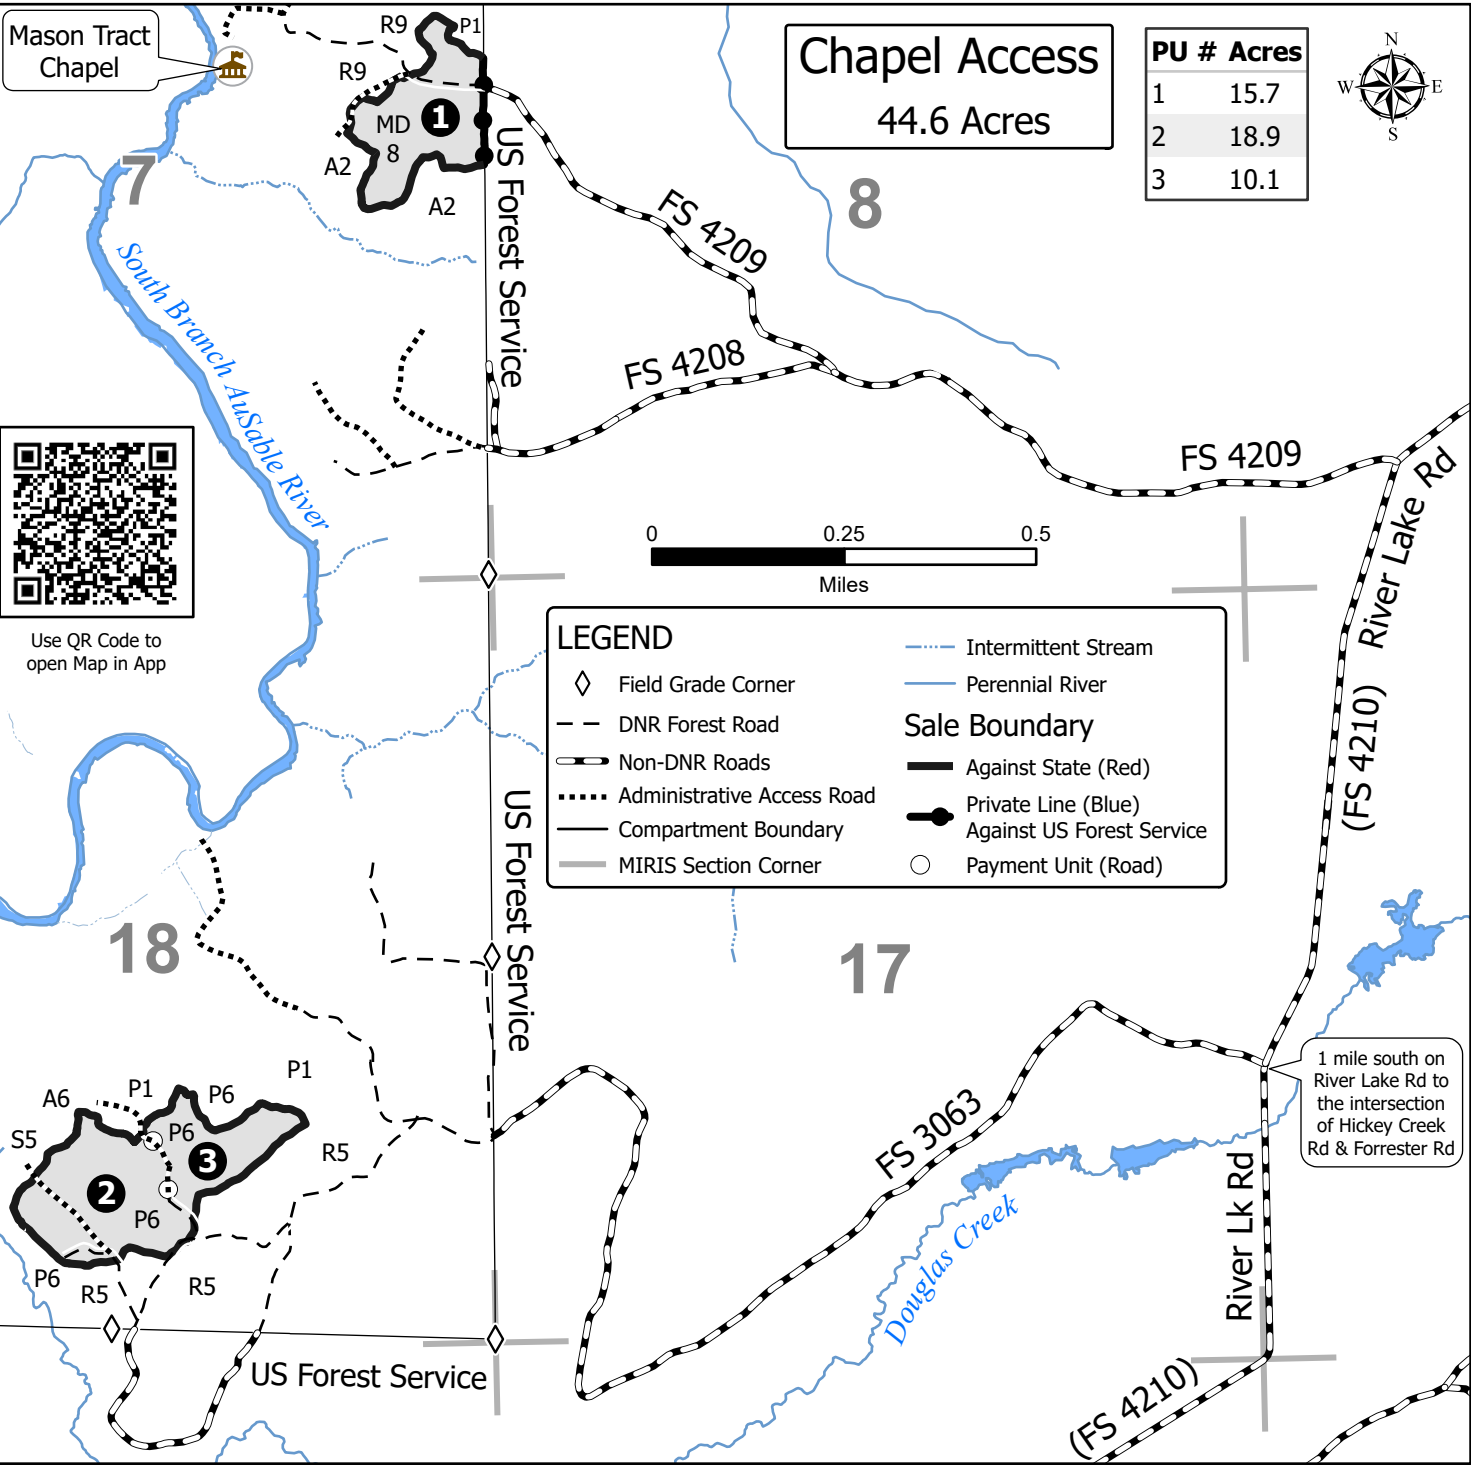 Mason Tract
Chapel
R9
P1
R9
MD
8
1
A2
A2
7
8
Chapel Access
44.6 Acres
PU # Acres
1 15.7
2 18.9
3 10.1
N
W
E
S
US Forest Service
FS 4209
FS 4208
FS 4209
South Branch AuSable River
River Lake Rd
(FS 4210)
Use QR Code to
open Map in App
0 0.25 0.5
Miles
LEGEND
Field Grade Corner
DNR Forest Road
Non-DNR Roads
Administrative Access Road
Compartment Boundary
MIRIS Section Corner
Intermittent Stream
Perennial River
Sale Boundary
Against State (Red)
Private Line (Blue)
Against US Forest Service
Payment Unit (Road)
US Forest Service
18
17
1 mile south on
River Lake Rd to
the intersection
of Hickey Creek
Rd & Forrester Rd
P1
A6
P1
P6
S5
P6
3
R5
2
P6
P6
R5
R5
FS 3063
Douglas Creek
River Lk Rd
US Forest Service
(FS 4210)